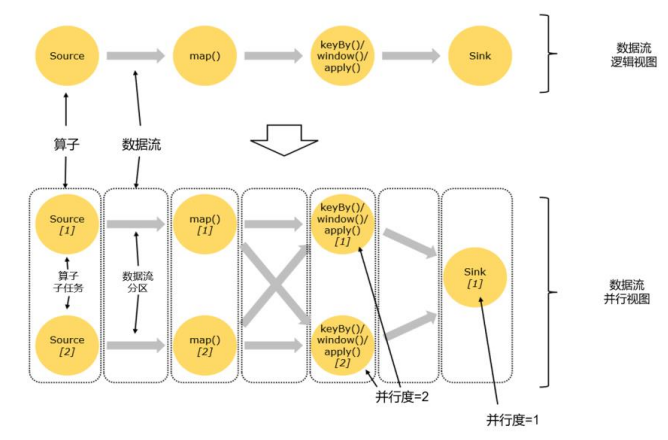 Source
map()
keyBy()/
window()/
apply()
Sink
数据流
逻辑视图
算子
数据流
Source
[1]
map()
[1]
keyBy()/
window()/
apply()
[1]
算子
子任务
数据流
分区
Sink
[1]
数据流
并行视图
Source
[2]
map()
[2]
keyBy()/
window()/
apply()
[2]
并行度=2
并行度=1